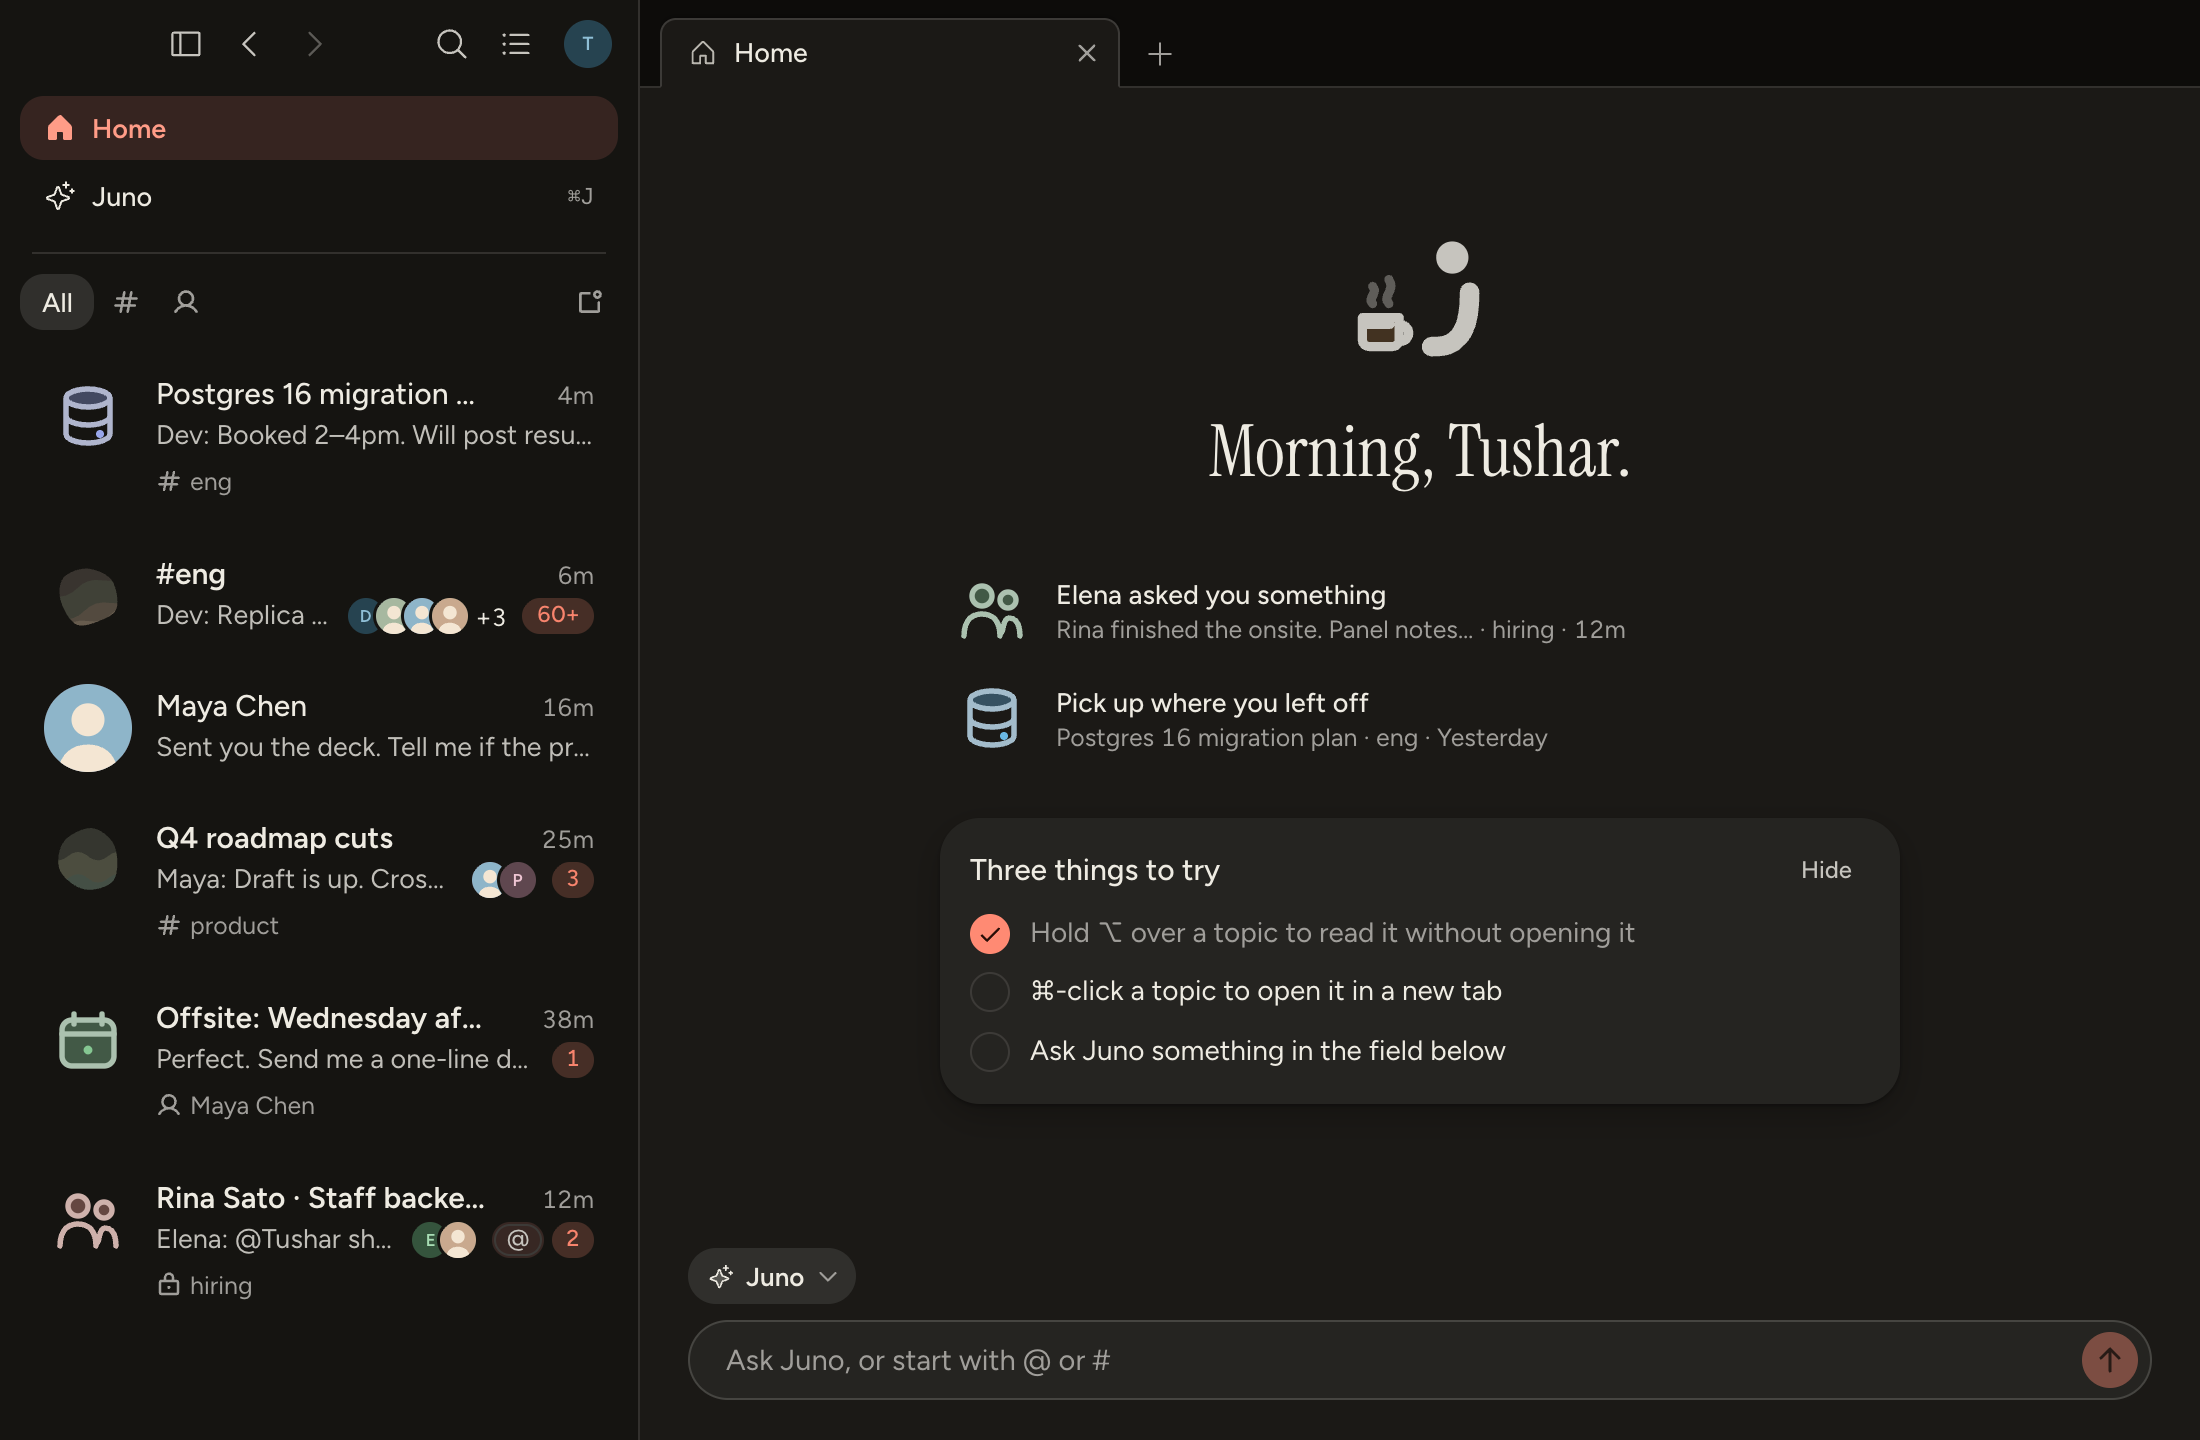 T
Home
Juno
⌘J
All
Postgres 16 migration ...
4m
Dev: Booked 2–4pm. Will post resu...
# eng
#eng
6m
Dev: Replica ...
D
+3
60+
Maya Chen
16m
Sent you the deck. Tell me if the pr...
Q4 roadmap cuts
25m
Maya: Draft is up. Cros...
P
3
# product
Offsite: Wednesday af...
38m
Perfect. Send me a one-line d...
1
Maya Chen
Rina Sato · Staff backe...
12m
Elena: @Tushar sh...
E
@
2
hiring
Home
Morning, Tushar.
Elena asked you something
Rina finished the onsite. Panel notes... · hiring · 12m
Pick up where you left off
Postgres 16 migration plan · eng · Yesterday
Three things to try
Hide
Hold ⌥ over a topic to read it without opening it
⌘-click a topic to open it in a new tab
Ask Juno something in the field below
Juno
Ask Juno, or start with @ or #